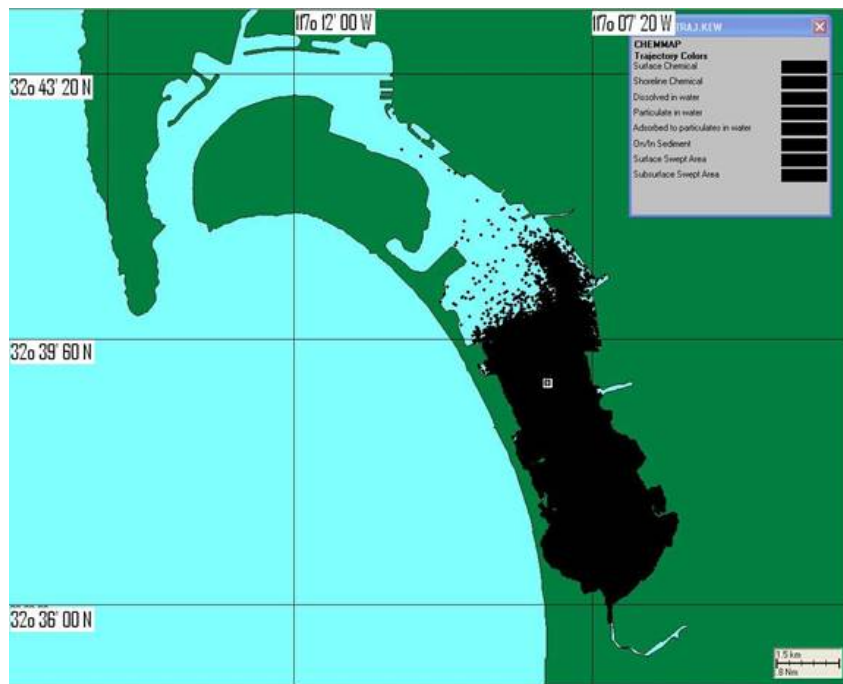 117o 12' 00 W
117o 07' 20 W
TRAJ.KEW
32o 43' 20 N
CHEMMAP
Trajectory Colors
Surface Chemical
Shoreline Chemical
Dissolved in water
Particulate in water
Adsorbed to particulates in water
On/In Sediment
Surface Swept Area
Subsurface Swept Area
32o 39' 60 N
32o 36' 00 N
1.5 km
.8 Nm